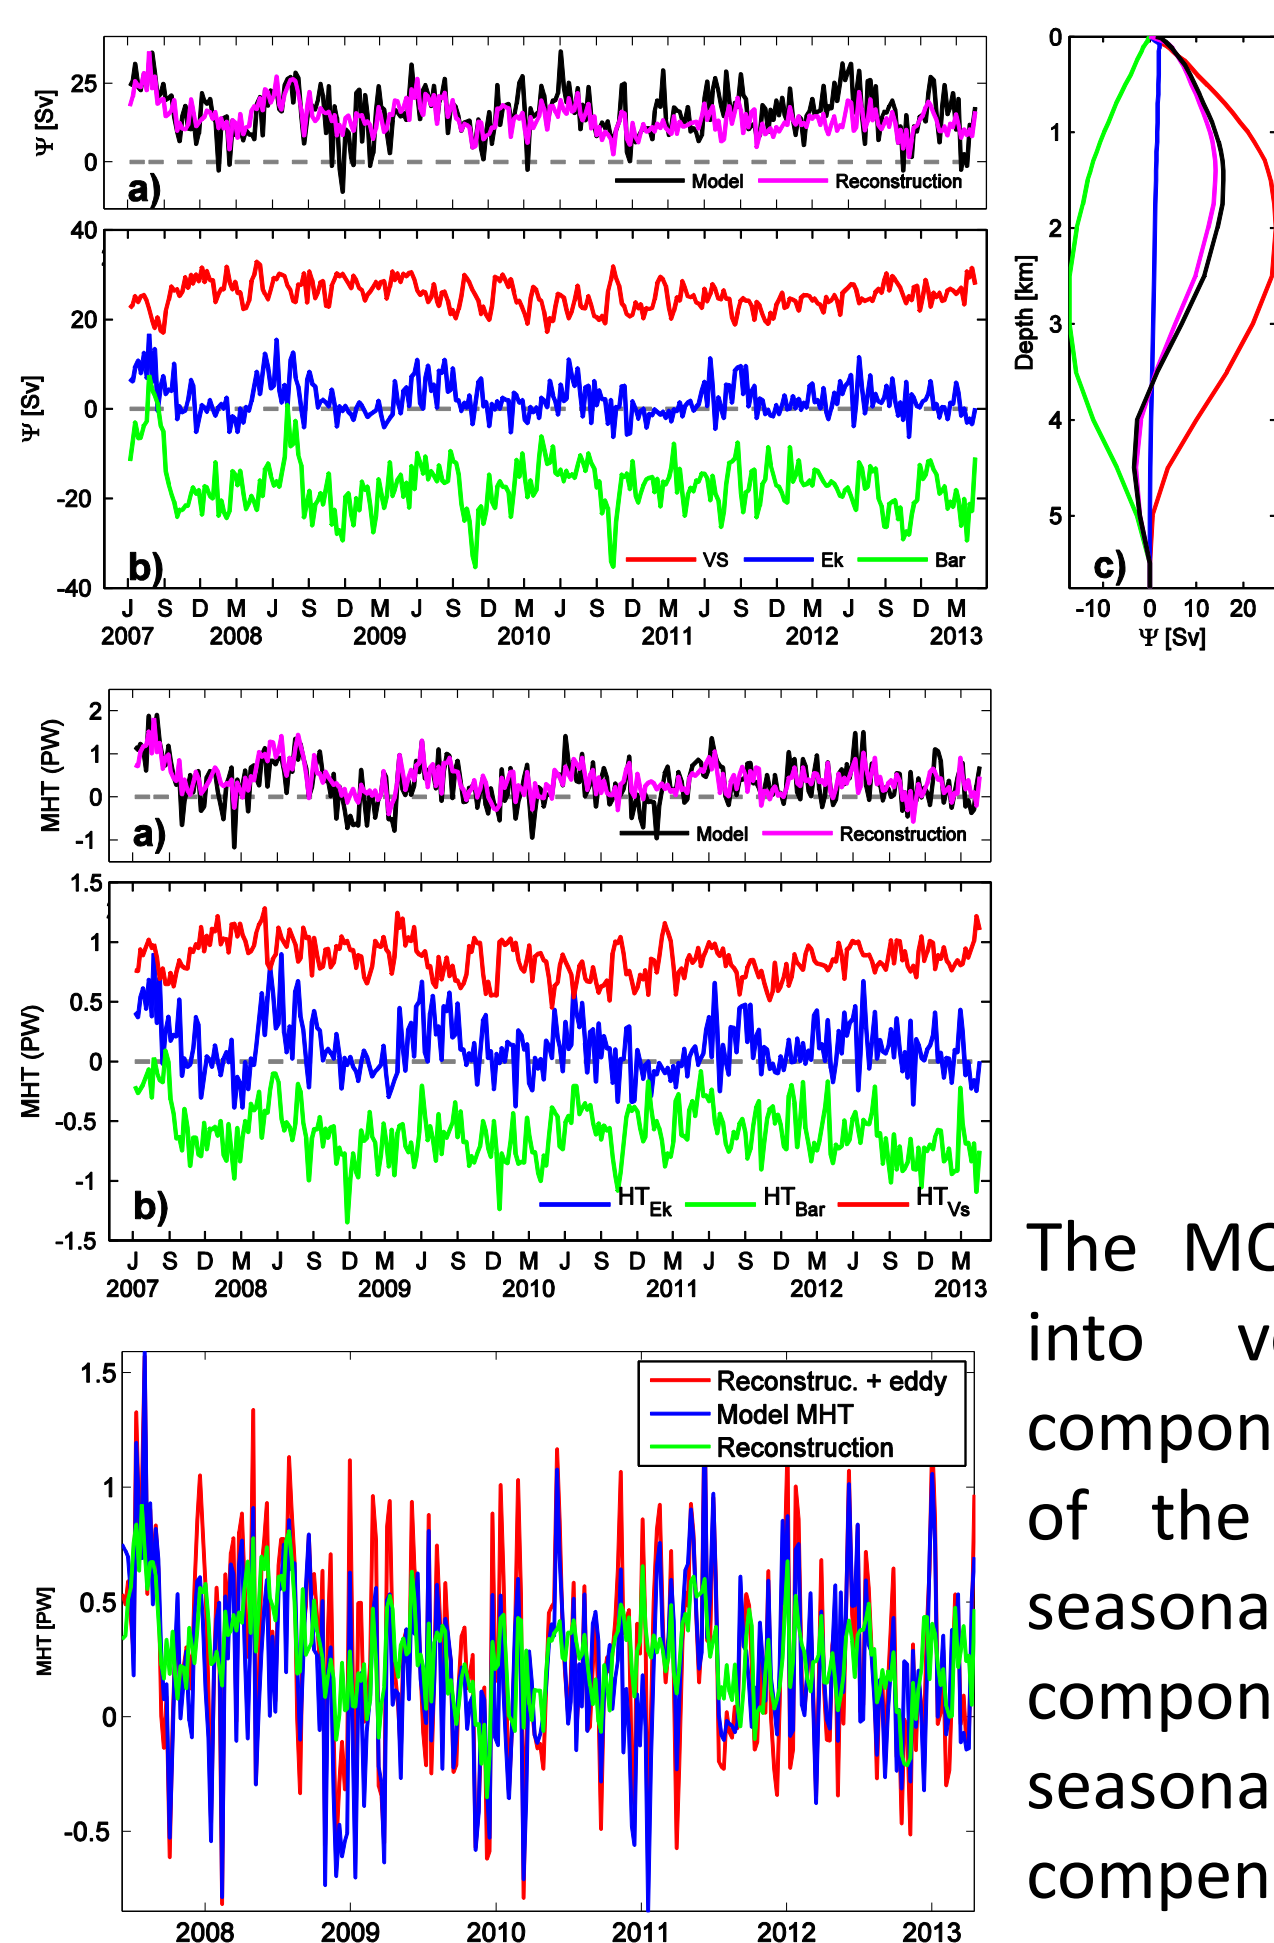 25
0
Ψ [Sv]
a)
Model Reconstruction
40
20
0
-20
-40
Ψ [Sv]
b)
VS Ek Bar
J S D M J S D M J S D M J S D M J S D M J S D M
2007 2008 2009 2010 2011 2012 2013
0
1
2
3
4
5
Depth [km]
c)
-10 0 10 20
Ψ [Sv]
2
1
0
-1
MHT (PW)
a)
Model Reconstruction
1.5
1
0.5
0
-0.5
-1
-1.5
MHT (PW)
b)
HTEk HTBar HTVs
J S D M J S D M J S D M J S D M J S D M J S D M
2007 2008 2009 2010 2011 2012 2013
1.5
1
0.5
0
-0.5
MHT [PW]
Reconstruc. + eddy
Model MHT
Reconstruction
2008 2009 2010 2011 2012 2013
The
into
compon
of the
seasona
compon
seasona
compen